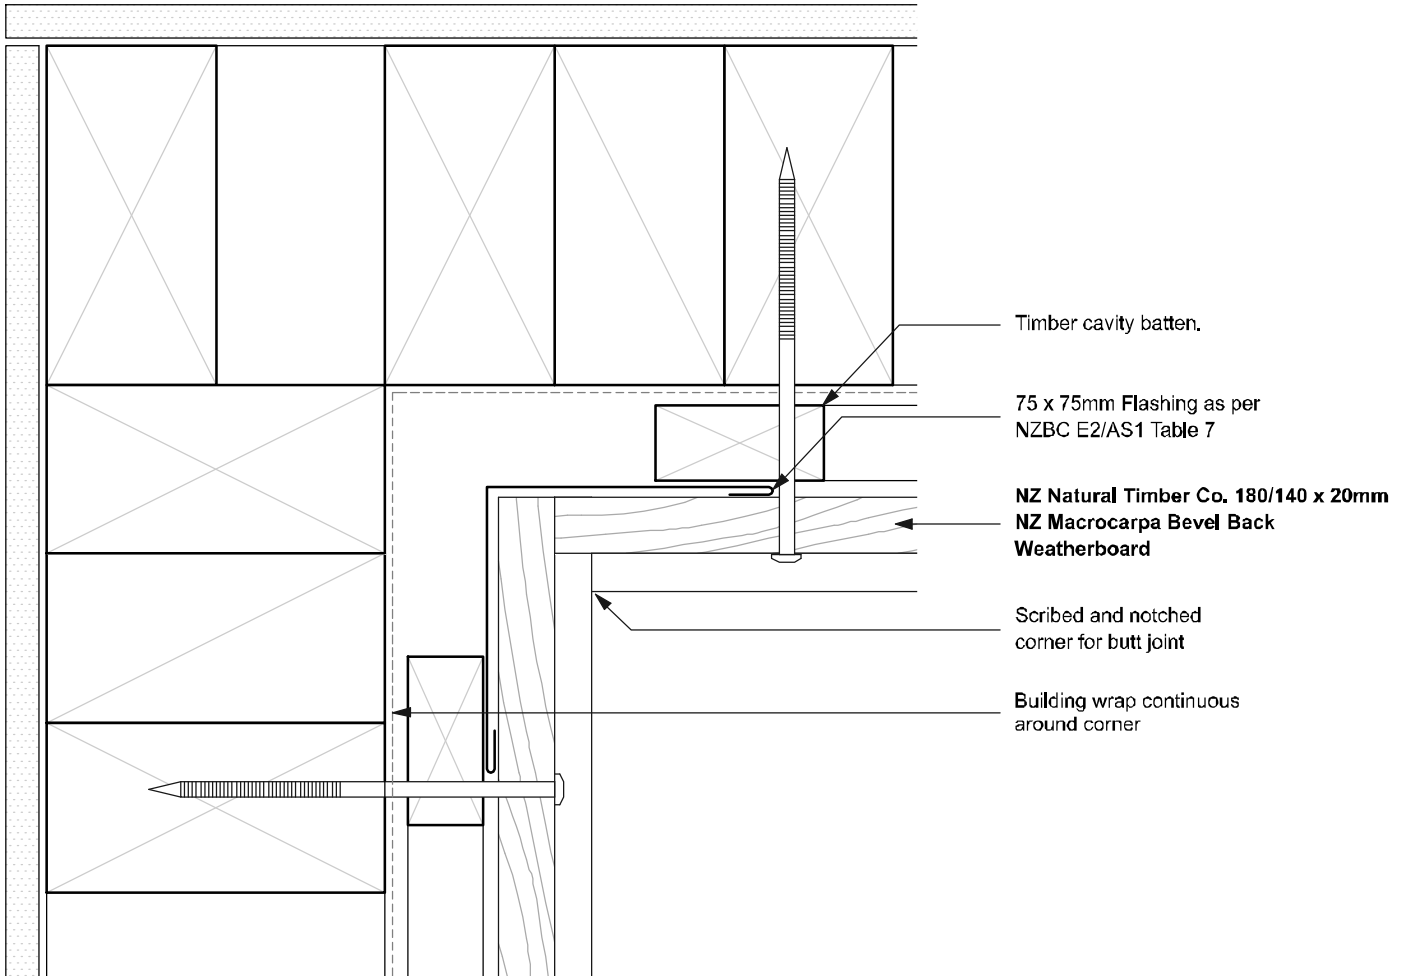 Timber cavity batten.
75 x 75mm Flashing as per
NZBC E2/AS1 Table 7
NZ Natural Timber Co. 180/140 x 20mm
NZ Macrocarpa Bevel Back
Weatherboard
Scribed and notched
corner for butt joint
Building wrap continuous
around corner